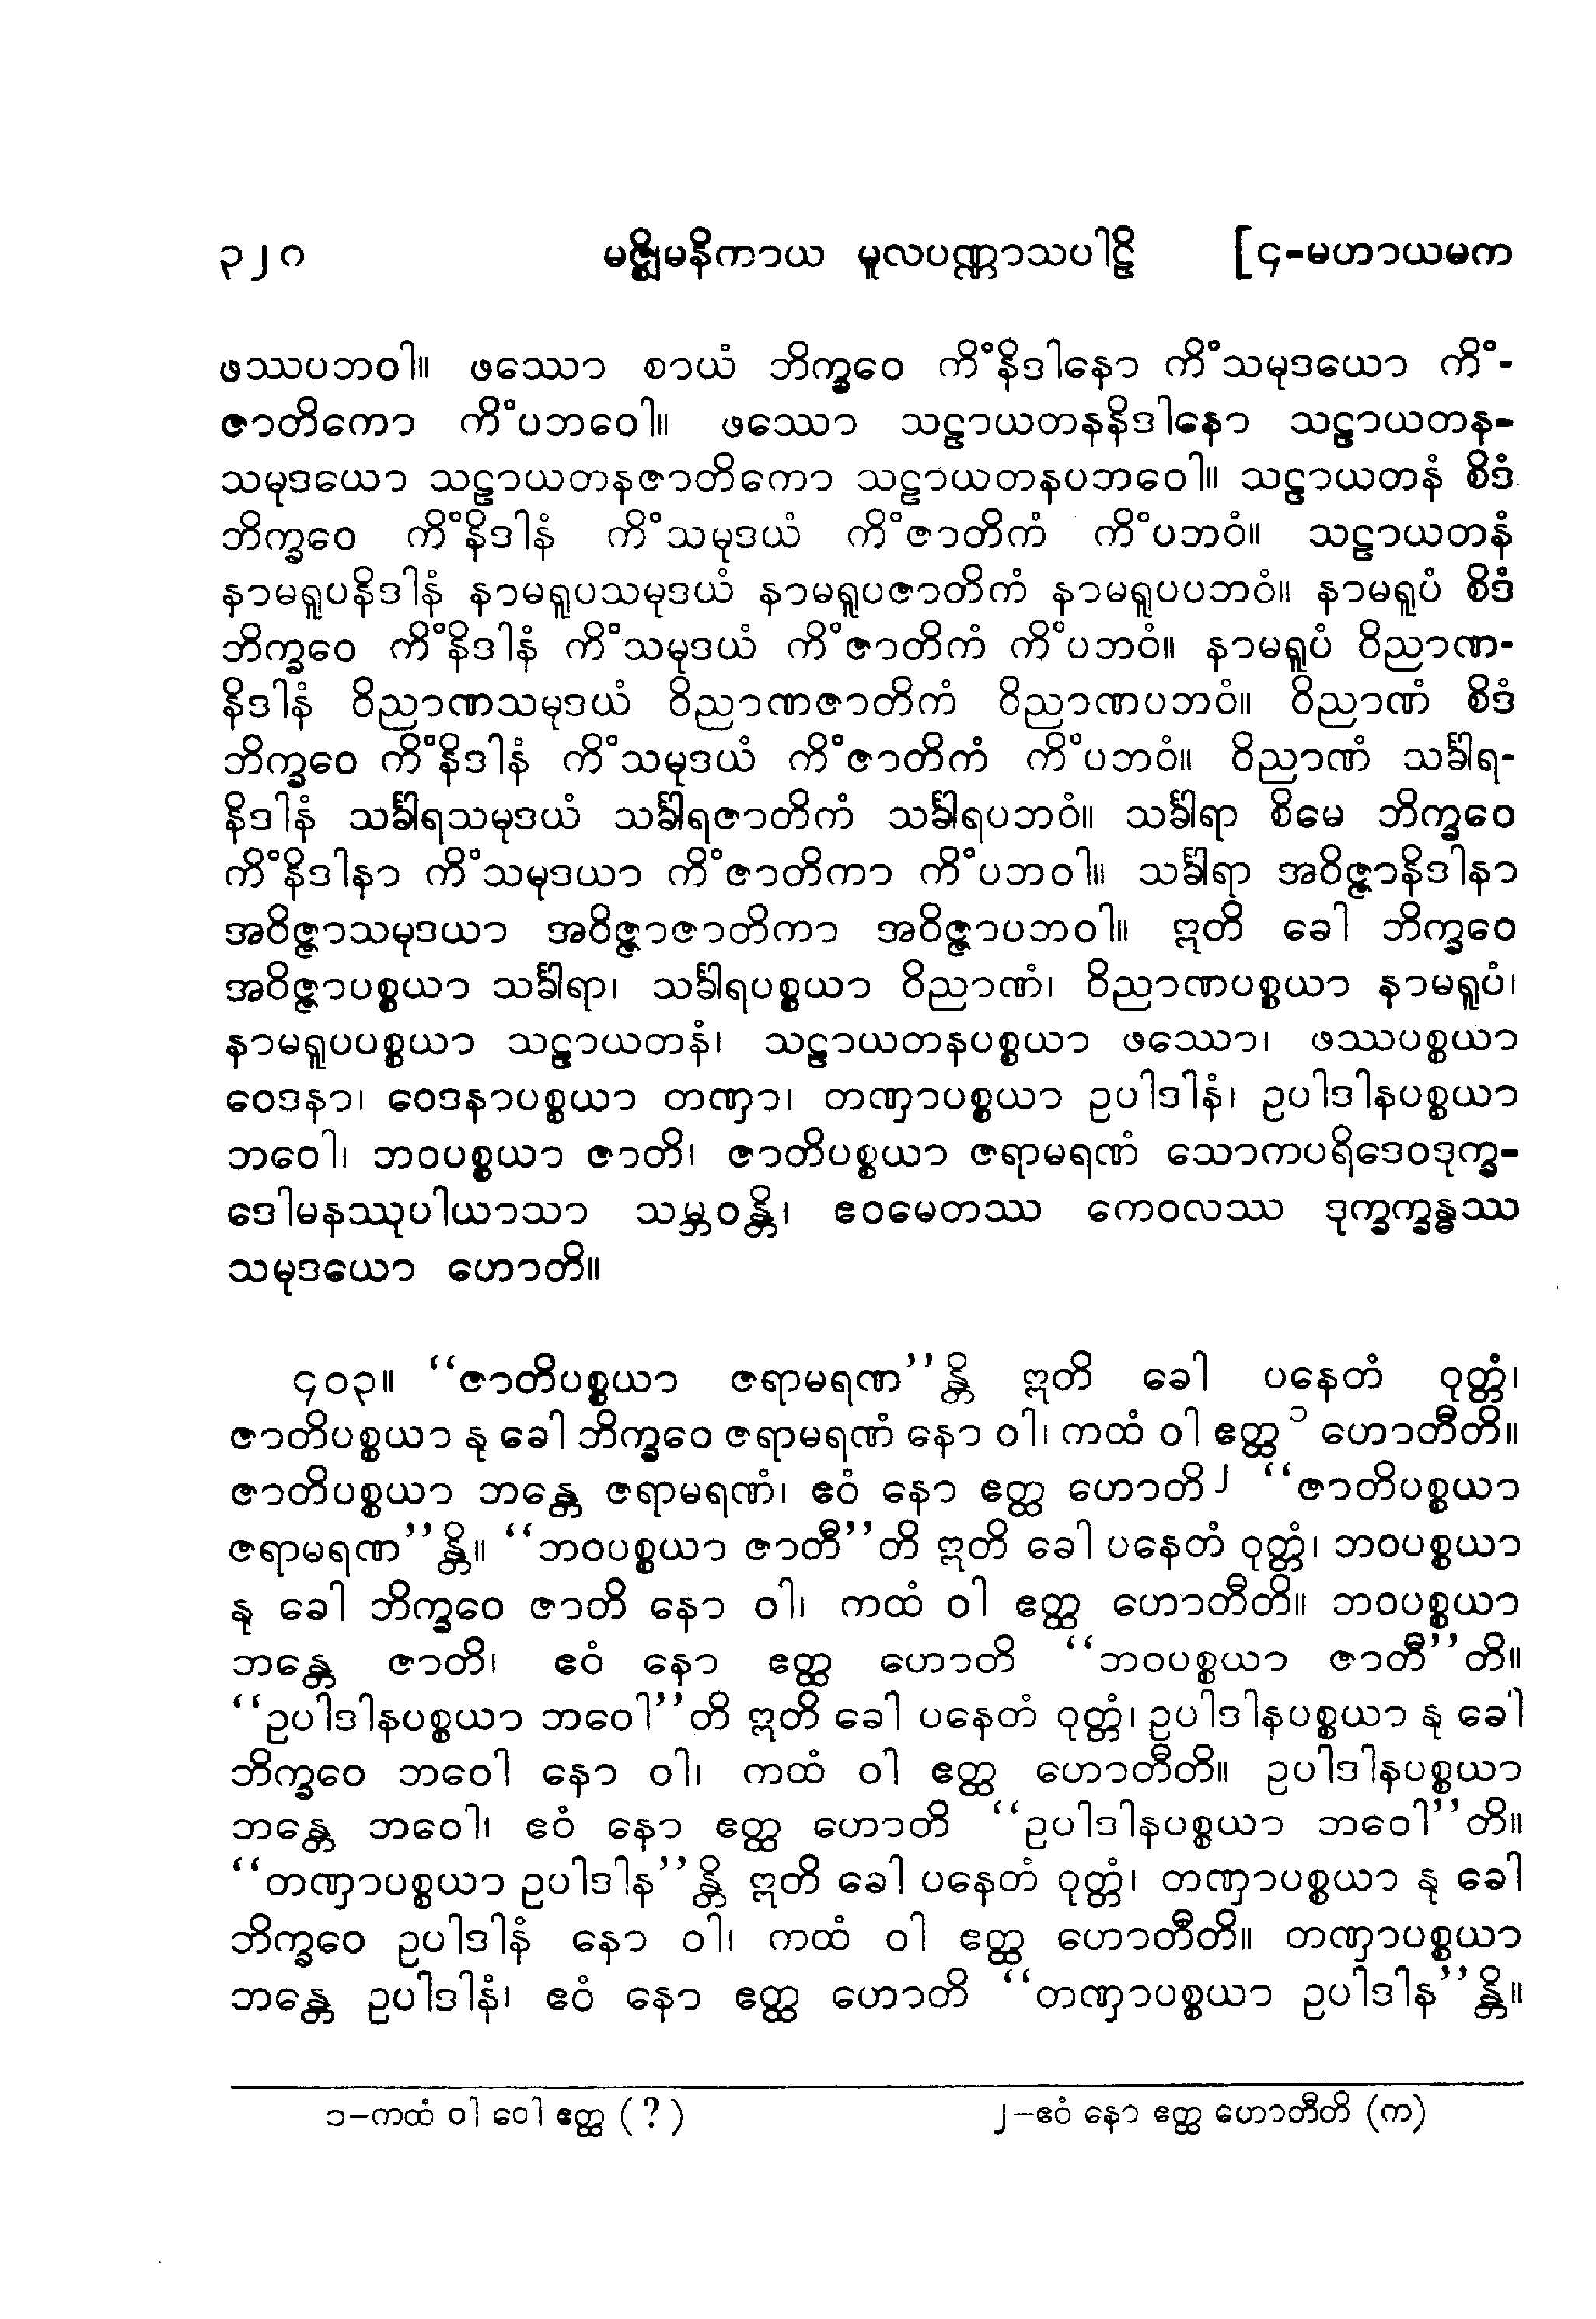 ၃၂၀ မဇ္ဈိမနိကာယ မူလပဏ္ဏာသပါဠိ [၄-မဟာယမက
ဖဿပဘဝါ။ ဖဿော စာယံ ဘိက္ခဝေ ကိံနိဒါနော ကိံသမုဒယော ကိံ-
ဇာတိကော ကိံပဘဝေါ။ ဖဿော သဠာယတနနိဒါနော သဠာယတန-
သမုဒယော သဠာယတနဇာတိကော သဠာယတနပဘဝေါ။ သဠာယတနံ စိဒံ
ဘိက္ခဝေ ကိံနိဒါနံ ကိံသမုဒယံ ကိံဇာတိကံ ကိံပဘဝံ။ သဠာယတနံ
နာမရူပနိဒါနံ နာမရူပသမုဒယံ နာမရူပဇာတိကံ နာမရူပပဘဝံ။ နာမရူပံ စိဒံ
ဘိက္ခဝေ ကိံနိဒါနံ ကိံသမုဒယံ ကိံဇာတိကံ ကိံပဘဝံ။ နာမရူပံ ဝိညာဏ-
နိဒါနံ ဝိညာဏသမုဒယံ ဝိညာဏဇာတိကံ ဝိညာဏပဘဝံ။ ဝိညာဏံ စိဒံ
ဘိက္ခဝေ ကိံနိဒါနံ ကိံသမုဒယံ ကိံဇာတိကံ ကိံပဘဝံ။ ဝိညာဏံ သင်္ခါရ-
နိဒါနံ သင်္ခါရသမုဒယံ သင်္ခါရဇာတိကံ သင်္ခါရပဘဝံ။ သင်္ခါရာ စိမေ ဘိက္ခဝေ
ကိံနိဒါနာ ကိံသမုဒယာ ကိံဇာတိကာ ကိံပဘဝါ။ သင်္ခါရာ အဝိဇ္ဇာနိဒါနာ
အဝိဇ္ဇာသမုဒယာ အဝိဇ္ဇာဇာတိကာ အဝိဇ္ဇာပဘဝါ။ ဣတိ ခေါ ဘိက္ခဝေ
အဝိဇ္ဇာပစ္စယာ သင်္ခါရာ၊ သင်္ခါရပစ္စယာ ဝိညာဏံ၊ ဝိညာဏပစ္စယာ နာမရူပံ၊
နာမရူပပစ္စယာ သဠာယတနံ၊ သဠာယတနပစ္စယာ ဖဿော၊ ဖဿပစ္စယာ
ဝေဒနာ၊ ဝေဒနာပစ္စယာ တဏှာ၊ တဏှာပစ္စယာ ဥပါဒါနံ၊ ဥပါဒါနပစ္စယာ
ဘဝေါ၊ ဘဝပစ္စယာ ဇာတိ၊ ဇာတိပစ္စယာ ဇရာမရဏံ သောကပရိဒေဝဒုက္ခ-
ဒေါမနဿုပါယာသာ သမ္ဘဝန္တိ၊ ဧဝမေတဿ ကေဝလဿ ဒုက္ခက္ခန္ဓဿ
သမုဒယော ဟောတိ။
၄၀၃။ “ဇာတိပစ္စယာ ဇရာမရဏ”န္တိ ဣတိ ခေါ ပနေတံ ဝုတ္တံ၊
ဇာတိပစ္စယာ နု ခေါ ဘိက္ခဝေ ဇရာမရဏံ နော ဝါ၊ ကထံ ဝါ ဧတ္ထ ၁ ဟောတီတိ။
ဇာတိပစ္စယာ ဘန္တေ ဇရာမရဏံ၊ ဧဝံ နော ဧတ္ထ ဟောတိ ၂ “ဇာတိပစ္စယာ
ဇရာမရဏ”န္တိ။ “ဘဝပစ္စယာ ဇာတီ”တိ ဣတိ ခေါ ပနေတံ ဝုတ္တံ၊ ဘဝပစ္စယာ
နု ခေါ ဘိက္ခဝေ ဇာတိ နော ဝါ၊ ကထံ ဝါ ဧတ္ထ ဟောတီတိ။ ဘဝပစ္စယာ
ဘန္တေ ဇာတိ၊ ဧဝံ နော ဧတ္ထ ဟောတိ “ဘဝပစ္စယာ ဇာတီ”တိ။
“ဥပါဒါနပစ္စယာ ဘဝေါ”တိ ဣတိ ခေါ ပနေတံ ဝုတ္တံ၊ ဥပါဒါနပစ္စယာ နု ခေါ
ဘိက္ခဝေ ဘဝေါ နော ဝါ၊ ကထံ ဝါ ဧတ္ထ ဟောတီတိ။ ဥပါဒါနပစ္စယာ
ဘန္တေ ဘဝေါ၊ ဧဝံ နော ဧတ္ထ ဟောတိ “ဥပါဒါနပစ္စယာ ဘဝေါ”တိ။
“တဏှာပစ္စယာ ဥပါဒါန”န္တိ ဣတိ ခေါ ပနေတံ ဝုတ္တံ၊ တဏှာပစ္စယာ နု ခေါ
ဘိက္ခဝေ ဥပါဒါနံ နော ဝါ၊ ကထံ ဝါ ဧတ္ထ ဟောတီတိ။ တဏှာပစ္စယာ
ဘန္တေ ဥပါဒါနံ၊ ဧဝံ နော ဧတ္ထ ဟောတိ “တဏှာပစ္စယာ ဥပါဒါန”န္တိ။
၁-ကထံ ဝါ ဝေါ ဧတ္ထ (?) ၂-ဧဝံ နော ဧတ္ထ ဟောတီတိ (က)